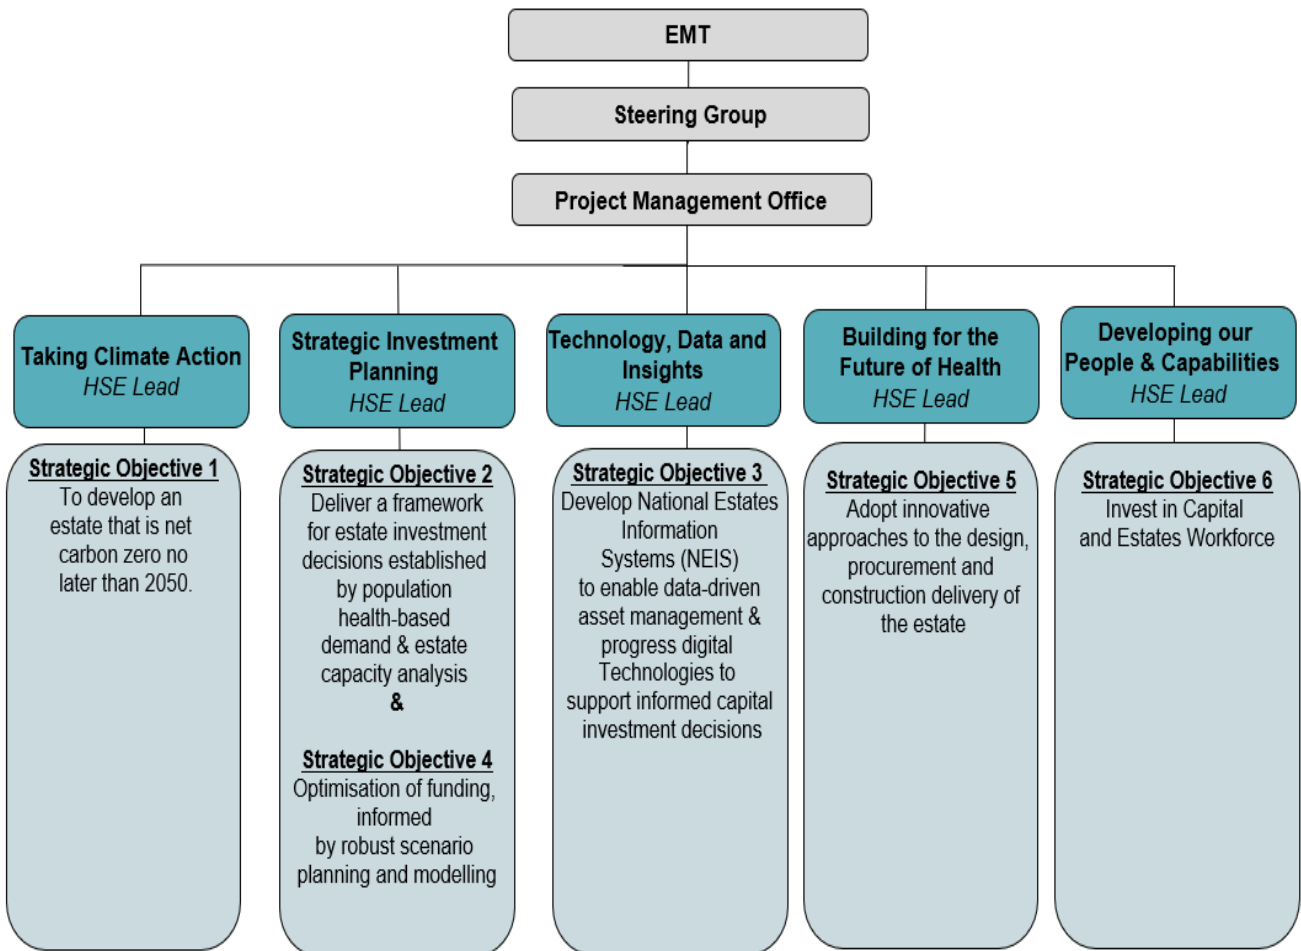 EMT
Steering Group
Project Management Office
Taking Climate Action
HSE Lead
Strategic Investment
Planning
HSE Lead
Technology, Data and
Insights
HSE Lead
Building for the
Future of Health
HSE Lead
Developing our
People & Capabilities
HSE Lead
Strategic Objective 1
To develop an
estate that is net
carbon zero no
later than 2050.
Strategic Objective 2
Deliver a framework
for estate investment
decisions established
by population
health-based
demand & estate
capacity analysis
&
Strategic Objective 4
Optimisation of funding,
informed
by robust scenario
planning and modelling
Strategic Objective 3
Develop National Estates
Information
Systems (NEIS)
to enable data-driven
asset management &
progress digital
Technologies to
support informed capital
investment decisions
Strategic Objective 5
Adopt innovative
approaches to the design,
procurement and
construction delivery of
the estate
Strategic Objective 6
Invest in Capital
and Estates Workforce